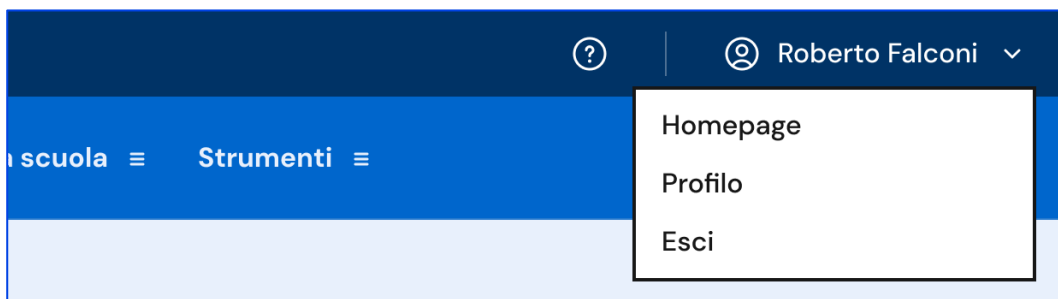 ? Roberto Falconi
Homepage
scuola Strumenti
Profilo
Esci